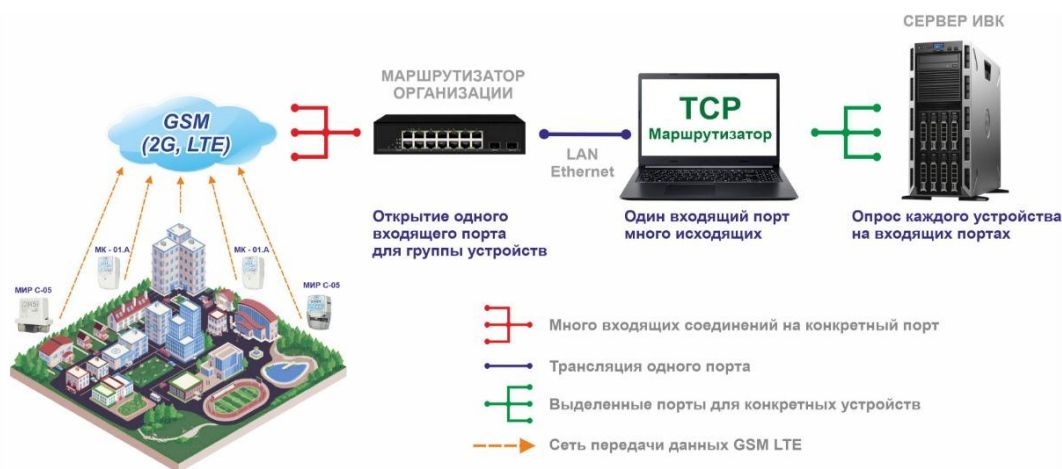 СЕРВЕР ИВК
МАРШРУТИЗАТОР
ОРГАНИЗАЦИИ
GSM
(2G, LTE)
TCP
Маршрутизатор
LAN
Ethernet
Открытие одного
входящего порта
для группы устройств
Один входящий порт
много исходящих
Опрос каждого устройства
на входящих портах
МК - 01.А
МК - 01.А
МИР С-05
МИР С-05
Много входящих соединений на конкретный порт
Трансляция одного порта
Выделенные порты для конкретных устройств
Сеть передачи данных GSM LTE